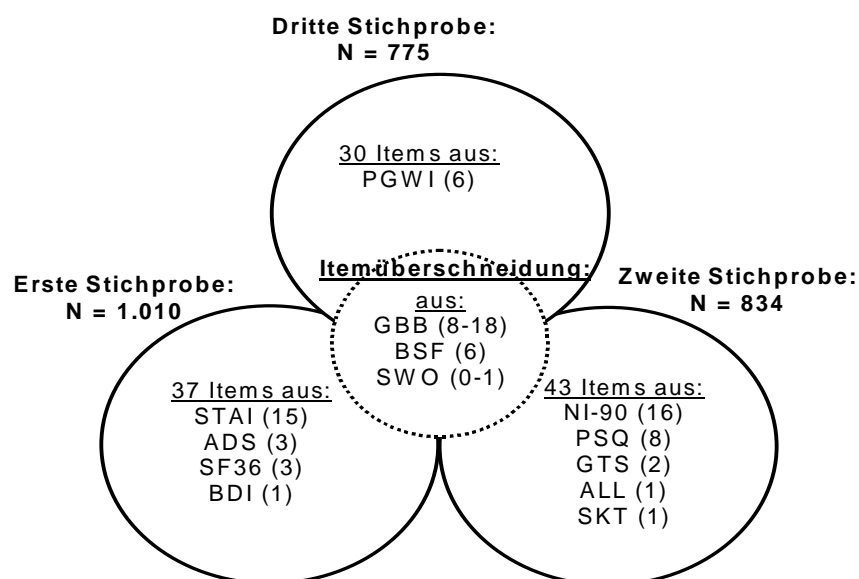 Dritte Stichprobe:
N = 775
30 Items aus:
PGWI (6)
Itemüberschneidung:
aus:
GBB (8-18)
BSF (6)
SWO (0-1)
Erste Stichprobe:
N = 1.010
37 Items aus:
STAI (15)
ADS (3)
SF36 (3)
BDI (1)
Zweite Stichprobe:
N = 834
43 Items aus:
NI-90 (16)
PSQ (8)
GTS (2)
ALL (1)
SKT (1)